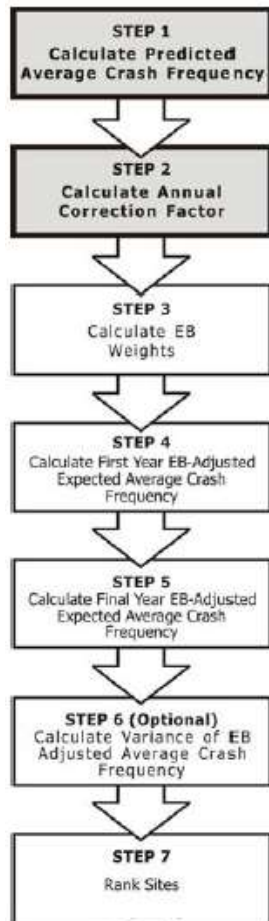 STEP 1
Calculate Predicted
Average Crash Frequency
STEP 2
Calculate Annual
Correction Factor
STEP 3
Calculate EB
Weights
STEP 4
Calculate First Year EB-Adjusted
Expected Average Crash
Frequency
STEP 5
Calculate Final Year EB-Adjusted
Expected Average Crash
Frequency
STEP 6 (Optional)
Calculate Variance of EB
Adjusted Average Crash
Frequency
STEP 7
Rank Sites